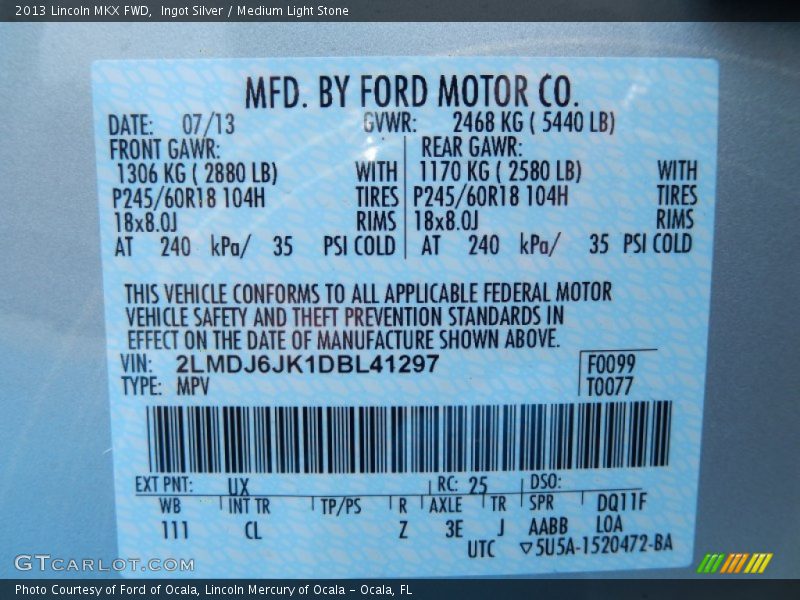 2013 Lincoln MKX FWD,  Ingot Silver / Medium Light Stone
MFD. BY FORD MOTOR CO.
DATE: 07/13 GVWR: 2468 KG ( 5440 LB)
FRONT GAWR: REAR GAWR:
1306 KG ( 2880 LB) WITH 1170 KG ( 2580 LB) WITH
P245/60R18 104H TIRES P245/60R18 104H TIRES
18x8.0J RIMS 18x8.0J RIMS
AT 240 kPa/ 35 PSI COLD AT 240 kPa/ 35 PSI COLD
THIS VEHICLE CONFORMS TO ALL APPLICABLE FEDERAL MOTOR
VEHICLE SAFETY AND THEFT PREVENTION STANDARDS IN
EFFECT ON THE DATE OF MANUFACTURE SHOWN ABOVE.
VIN: 2LMDJ6JK1DBL41297 F0099
TYPE: MPV T0077
EXT PNT: UX RC: 25 DSO:
WB INT TR TP/PS R AXLE TR SPR DQ11F
111 CL Z 3E J AABB LOA
UTC ▽5U5A-1520472-BA
GTCARLOT.COM
Photo Courtesy of Ford of Ocala, Lincoln Mercury of Ocala – Ocala, FL